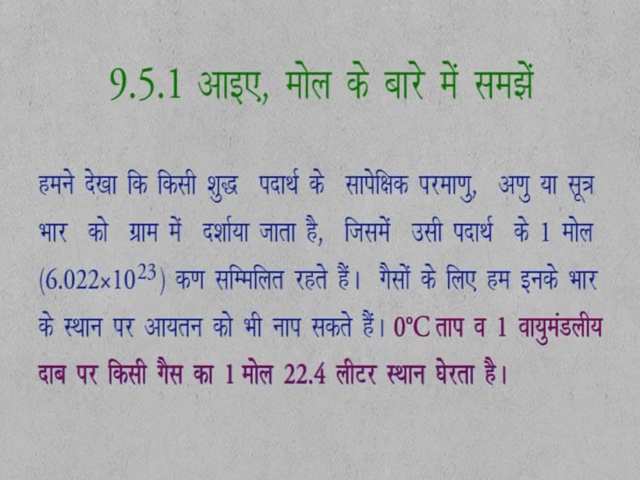 9.5.1 आइए, मोल के बारे में समझें
हमने देखा कि किसी शुद्ध पदार्थ के सापेक्षिक परमाणु, अणु या सूत्र
भार को ग्राम में दर्शाया जाता है, जिसमें उसी पदार्थ के 1 मोल
(6.022×10²³) कण सम्मिलित रहते हैं। गैसों के लिए हम इनके भार
के स्थान पर आयतन को भी नाप सकते हैं। 0°C ताप व 1 वायुमंडलीय
दाब पर किसी गैस का 1 मोल 22.4 लीटर स्थान घेरता है।